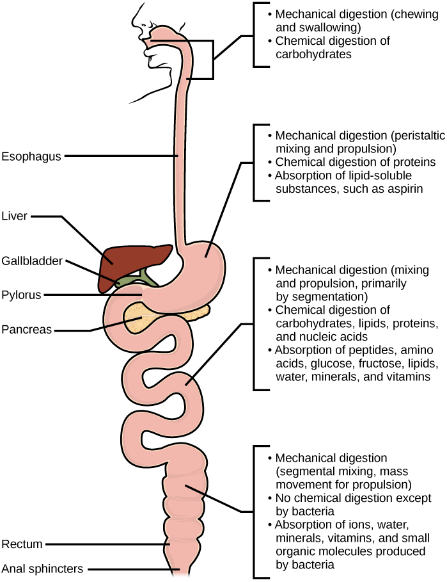 • Mechanical digestion (chewing
and swallowing)
• Chemical digestion of
carbohydrates
• Mechanical digestion (peristaltic
mixing and propulsion)
• Chemical digestion of proteins
• Absorption of lipid-soluble
substances, such as aspirin
Esophagus
Liver
Gallbladder
Pylorus
Pancreas
• Mechanical digestion (mixing
and propulsion, primarily
by segmentation)
• Chemical digestion of
carbohydrates, lipids, proteins,
and nucleic acids
• Absorption of peptides, amino
acids, glucose, fructose, lipids,
water, minerals, and vitamins
• Mechanical digestion
(segmental mixing, mass
movement for propulsion)
• No chemical digestion except
by bacteria
• Absorption of ions, water,
minerals, vitamins, and small
organic molecules produced
by bacteria
Rectum
Anal sphincters